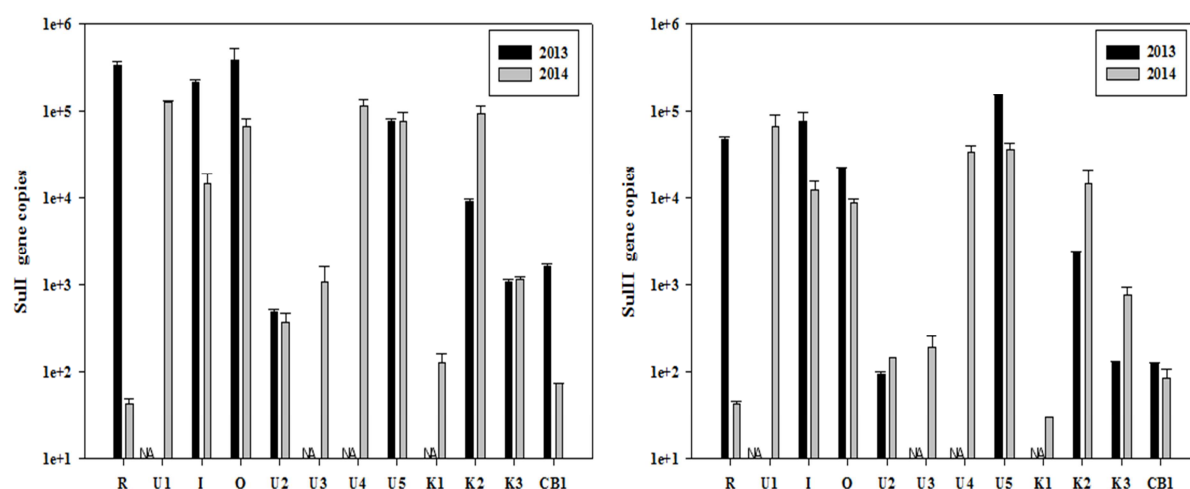 SulI gene copies
1e+6
1e+5
1e+4
1e+3
1e+2
1e+1
2013
2014
NA
NA
NA
NA
R U1 I O U2 U3 U4 U5 K1 K2 K3 CB1
SulII gene copies
1e+6
1e+5
1e+4
1e+3
1e+2
1e+1
2013
2014
NA
NA
NA
NA
R U1 I O U2 U3 U4 U5 K1 K2 K3 CB1